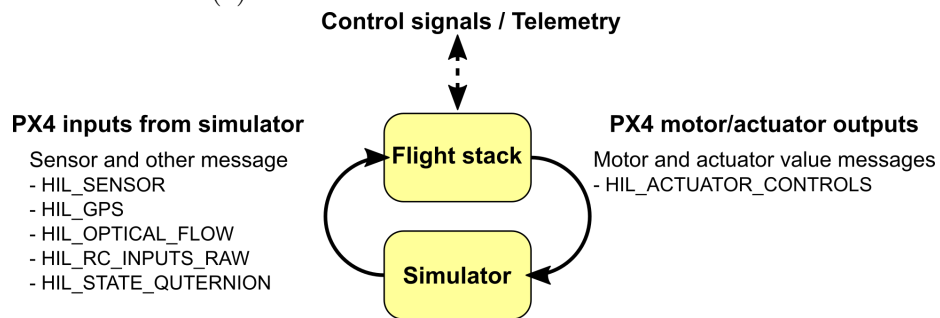 Control signals / Telemetry
PX4 inputs from simulator
Sensor and other message
- HIL_SENSOR
- HIL_GPS
- HIL_OPTICAL_FLOW
- HIL_RC_INPUTS_RAW
- HIL_STATE_QUTERNION
Flight stack
Simulator
PX4 motor/actuator outputs
Motor and actuator value messages
- HIL_ACTUATOR_CONTROLS